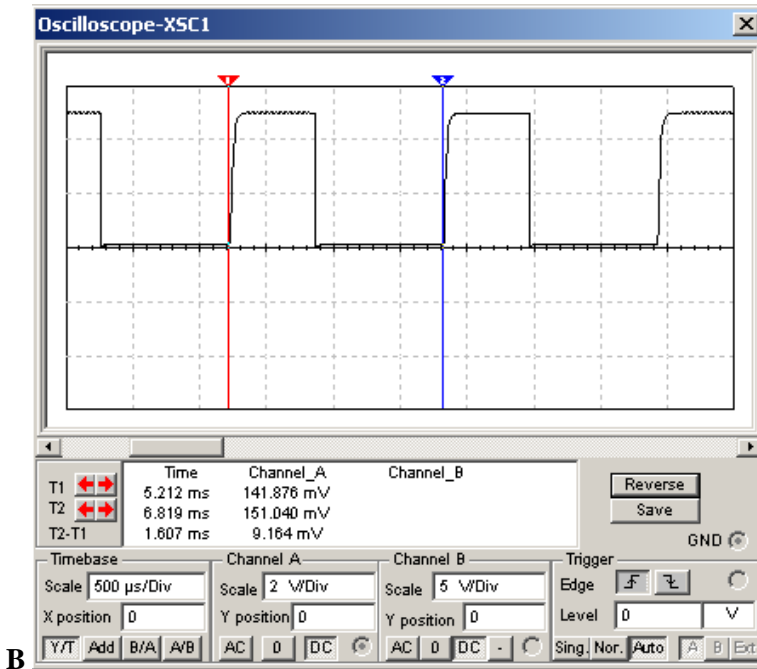 Oscilloscope-XSC1
1 2
Time Channel_A Channel_B
T1 5.212 ms 141.876 mV
T2 6.819 ms 151.040 mV
T2-T1 1.607 ms 9.164 mV
Reverse
Save
GND
Timebase Channel A Channel B Trigger
Scale 500 µs/Div Scale 2 V/Div Scale 5 V/Div Edge
X position 0 Y position 0 Y position 0 Level 0 V
Y/T Add B/A A/B AC 0 DC AC 0 DC - Sing. Nor. Auto A B Ext
B